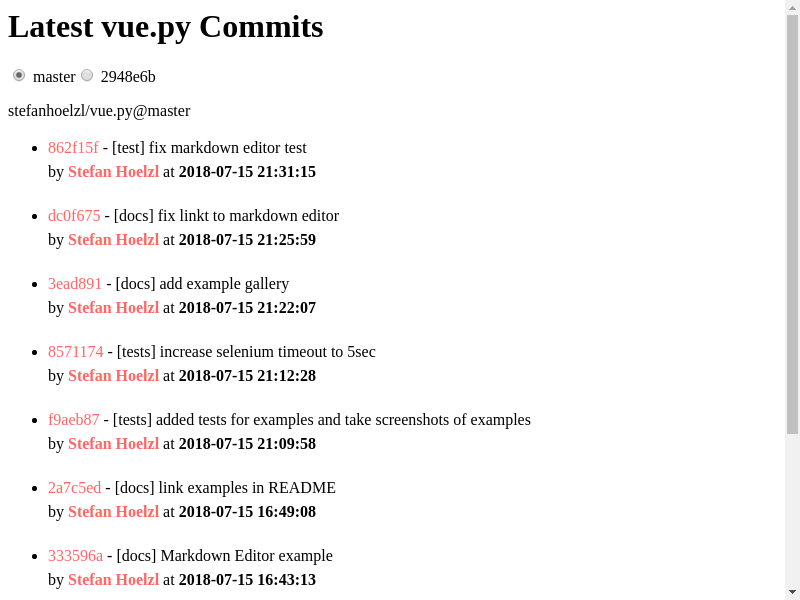 Latest vue.py Commits
master 2948e6b
stefanhoelzl/vue.py@master
862f15f - [test] fix markdown editor test
by Stefan Hoelzl at 2018-07-15 21:31:15
dc0f675 - [docs] fix linkt to markdown editor
by Stefan Hoelzl at 2018-07-15 21:25:59
3ead891 - [docs] add example gallery
by Stefan Hoelzl at 2018-07-15 21:22:07
8571174 - [tests] increase selenium timeout to 5sec
by Stefan Hoelzl at 2018-07-15 21:12:28
f9aeb87 - [tests] added tests for examples and take screenshots of examples
by Stefan Hoelzl at 2018-07-15 21:09:58
2a7c5ed - [docs] link examples in README
by Stefan Hoelzl at 2018-07-15 16:49:08
333596a - [docs] Markdown Editor example
by Stefan Hoelzl at 2018-07-15 16:43:13